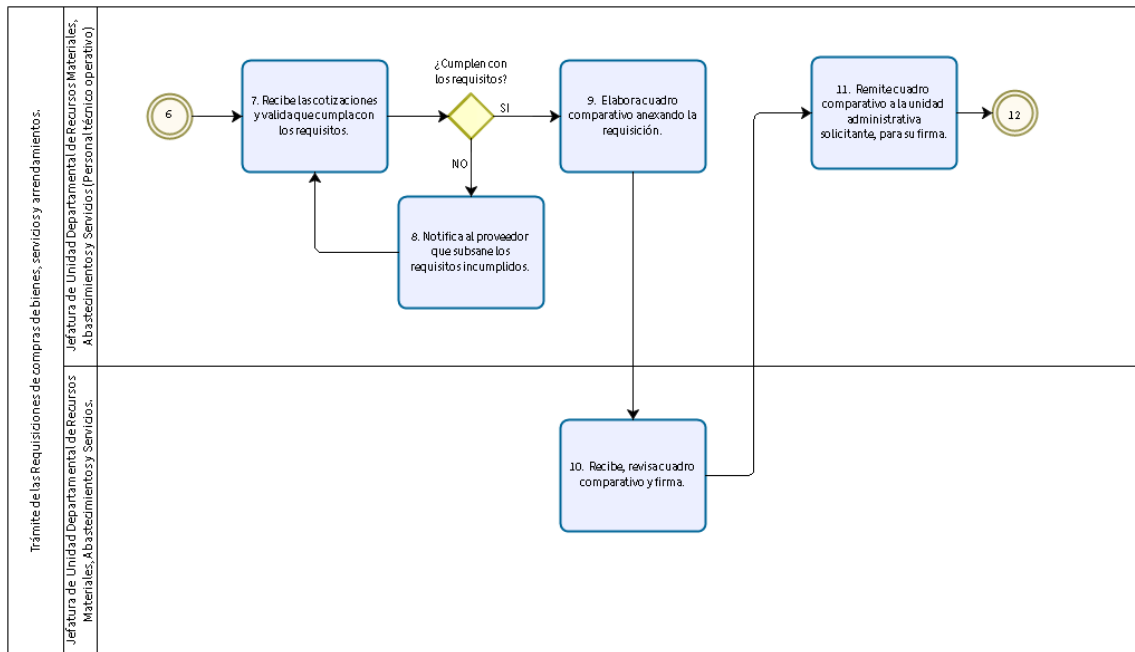 Trámite de las Requisiciones de compras de bienes, servicios y arrendamientos.
Jefatura de Unidad Departamental de Recursos Materiales,
Abastecimientos y Servicios (Personal técnico operativo)
6
7. Recibe las cotizaciones
y valida que cumpla con
los requisitos.
¿Cumplen con
los requisitos?
SI
NO
8. Notifica al proveedor
que subsane los
requisitos incumplidos.
9. Elabora cuadro
comparativo anexando la
requisición.
11. Remite cuadro
comparativo a la unidad
administrativa
solicitante, para su firma.
12
Jefatura de Unidad Departamental de Recursos
Materiales, Abastecimientos y Servicios.
10. Recibe, revisa cuadro
comparativo y firma.